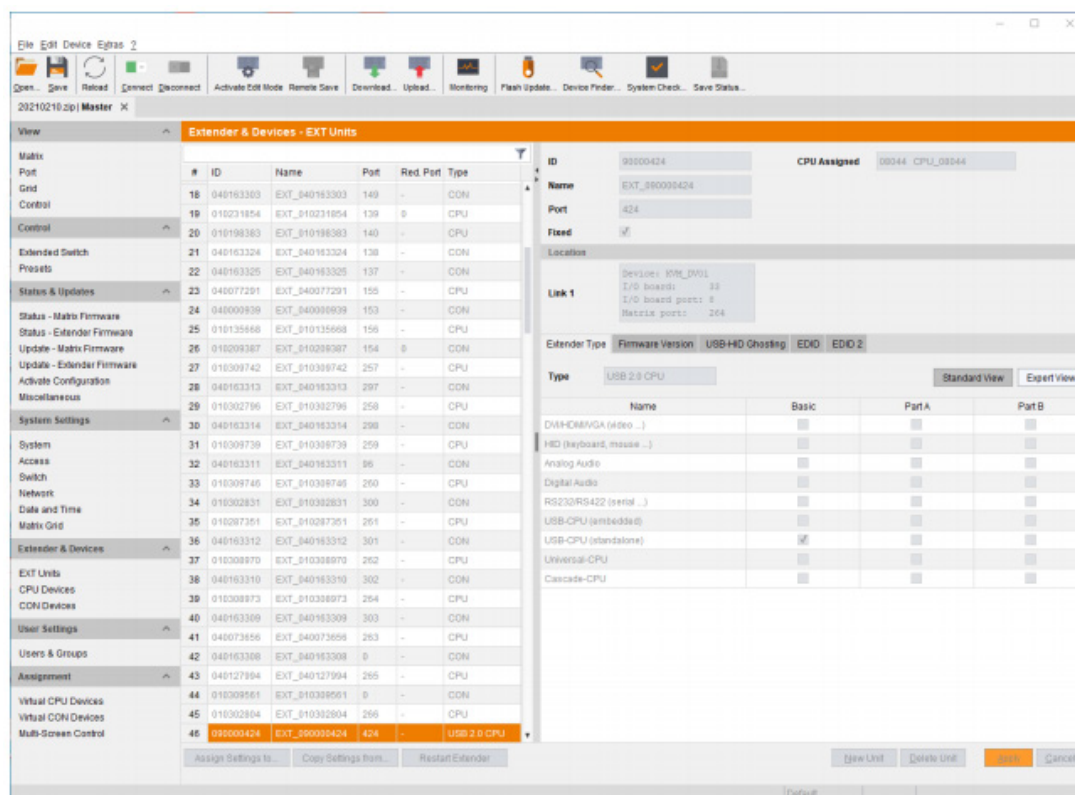 File Edit Device Extras ?
Open... Save Reload Connect Disconnect Activate Edit Mode Remote Save Download... Upload... Monitoring Flash Update... Device Finder... System Check... Save Status...
20210210.zip | Master X
View
Matrix
Port
Grid
Control
Control
Extended Switch
Presets
Status & Updates
Status - Matrix Firmware
Status - Extender Firmware
Update - Matrix Firmware
Update - Extender Firmware
Activate Configuration
Miscellaneous
System Settings
System
Access
Switch
Network
Date and Time
Matrix Grid
Extender & Devices
EXT Units
CPU Devices
CON Devices
User Settings
Users & Groups
Assignment
Virtual CPU Devices
Virtual CON Devices
Multi-Screen Control
Extender & Devices - EXT Units
# ID Name Port Red. Port Type
18 040163303 EXT_040163303 149 - CON
19 010231854 EXT_010231854 139 0 CPU
20 010198383 EXT_010198383 140 - CPU
21 040163324 EXT_040163324 138 - CON
22 040163325 EXT_040163325 137 - CON
23 040077291 EXT_040077291 155 - CPU
24 040000939 EXT_040000939 153 - CON
25 010135668 EXT_010135668 156 - CPU
26 010209387 EXT_010209387 154 0 CPU
27 010309742 EXT_010309742 257 - CPU
28 040163313 EXT_040163313 297 - CON
29 010302796 EXT_010302796 258 - CPU
30 040163314 EXT_040163314 298 - CON
31 010309739 EXT_010309739 259 - CPU
32 040163311 EXT_040163311 96 - CON
33 010309746 EXT_010309746 260 - CPU
34 010302831 EXT_010302831 300 - CON
35 010287351 EXT_010287351 261 - CPU
36 040163312 EXT_040163312 301 - CON
37 010308970 EXT_010308970 262 - CPU
38 040163310 EXT_040163310 302 - CON
39 010308973 EXT_010308973 264 - CPU
40 040163309 EXT_040163309 303 - CON
41 040073656 EXT_040073656 263 - CPU
42 040163308 EXT_040163308 0 - CON
43 040127994 EXT_040127994 265 - CPU
44 010309561 EXT_010309561 0 - CON
45 010302804 EXT_010302804 266 - CPU
46 090000424 EXT_090000424 424 - USB 2.0 CPU
Assign Settings to... Copy Settings from... Restart Extender
ID 90000424 CPU Assigned 08044 CPU_08044
Name EXT_090000424
Port 424
Fixed
Location
Link 1
Device: KVM_DV01
I/O board: 33
I/O board port: 8
Matrix port: 264
Extender Type Firmware Version USB-HID Ghosting EDID EDID 2
Type USB 2.0 CPU Standard View Expert View
Name Basic Part A Part B
DVI/HDMI/VGA (video ...)
HID (keyboard, mouse ...)
Analog Audio
Digital Audio
RS232/RS422 (serial ...)
USB-CPU (embedded)
USB-CPU (standalone)
Universal-CPU
Cascade-CPU
New Unit Delete Unit Apply Cancel
Default